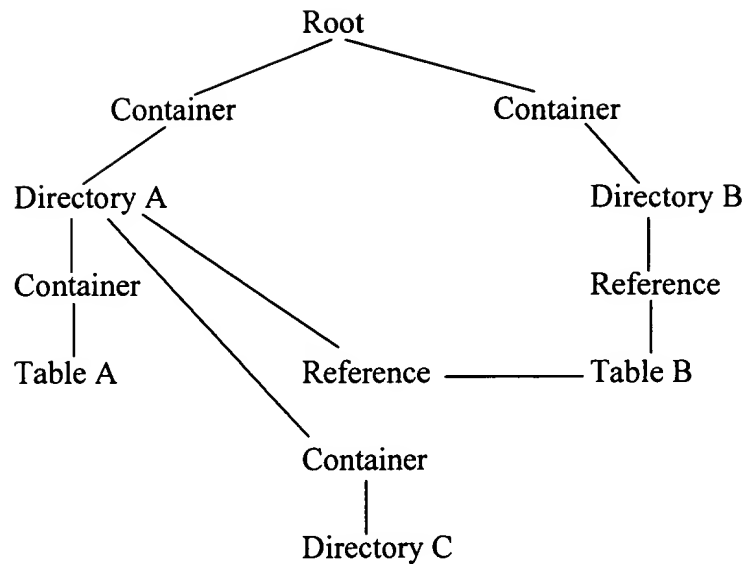 Root
Container
Container
Directory A
Directory B
Container
Reference
Table A
Reference
Table B
Container
Directory C